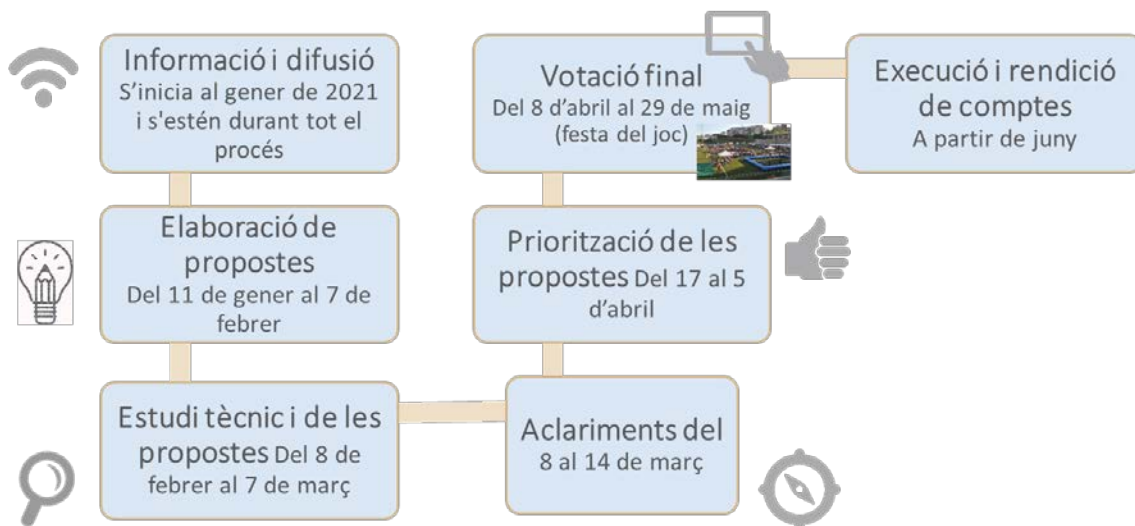 Informació i difusió
S’inicia al gener de 2021
i s'estén durant tot el
procés
Elaboració de
propostes
Del 11 de gener al 7 de
febrer
Estudi tècnic i de les
propostes Del 8 de
febrer al 7 de març
Aclariments del
8 al 14 de març
Priorització de les
propostes Del 17 al 5
d’abril
Votació final
Del 8 d’abril al 29 de maig
(festa del joc)
Execució i rendició
de comptes
A partir de juny